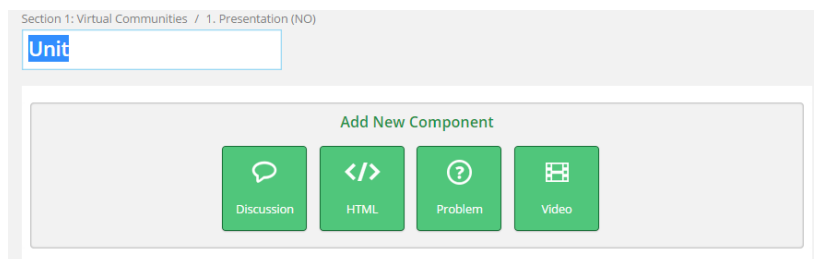 Section 1: Virtual Communities / 1. Presentation (NO)
Unit
Add New Component
Discussion HTML Problem Video